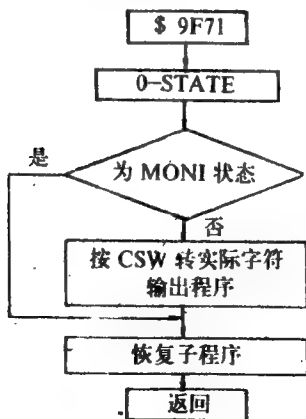 $ 9F71
0-STATE
为 MONI 状态
是
否
按 CSW 转实际字符
输出程序
恢复子程序
返回